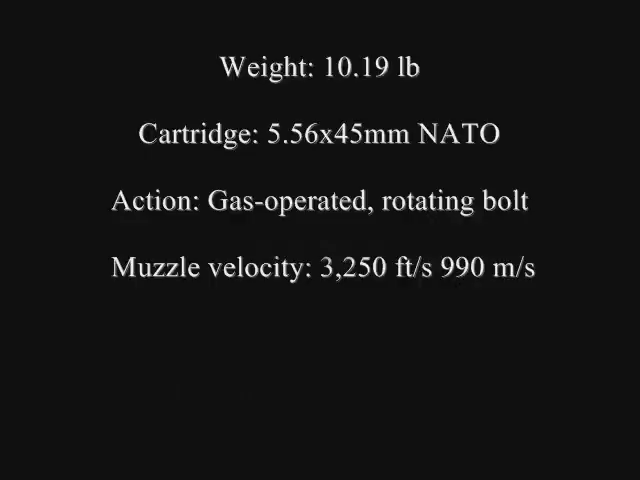 Weight: 10.19 lb
Cartridge: 5.56x45mm NATO
Action: Gas-operated, rotating bolt
Muzzle velocity: 3,250 ft/s 990 m/s